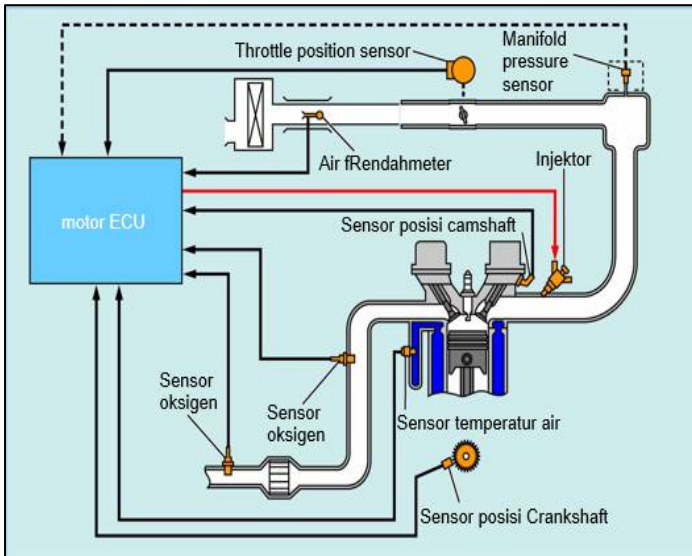 Throttle position sensor
Manifold
pressure
sensor
Air fRendahmeter
Injektor
motor ECU
Sensor posisi camshaft
Sensor
oksigen
Sensor
oksigen
Sensor temperatur air
Sensor posisi Crankshaft